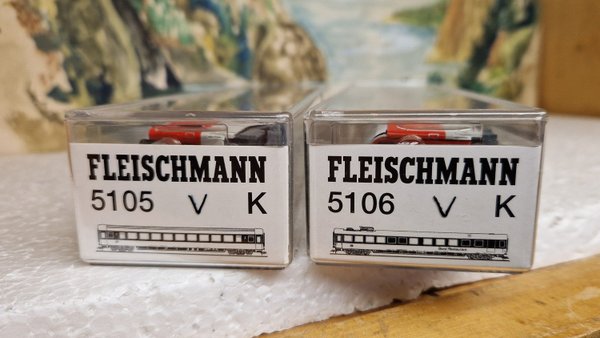 FLEISCHMANN
5105 V K
FLEISCHMANN
5106 V K